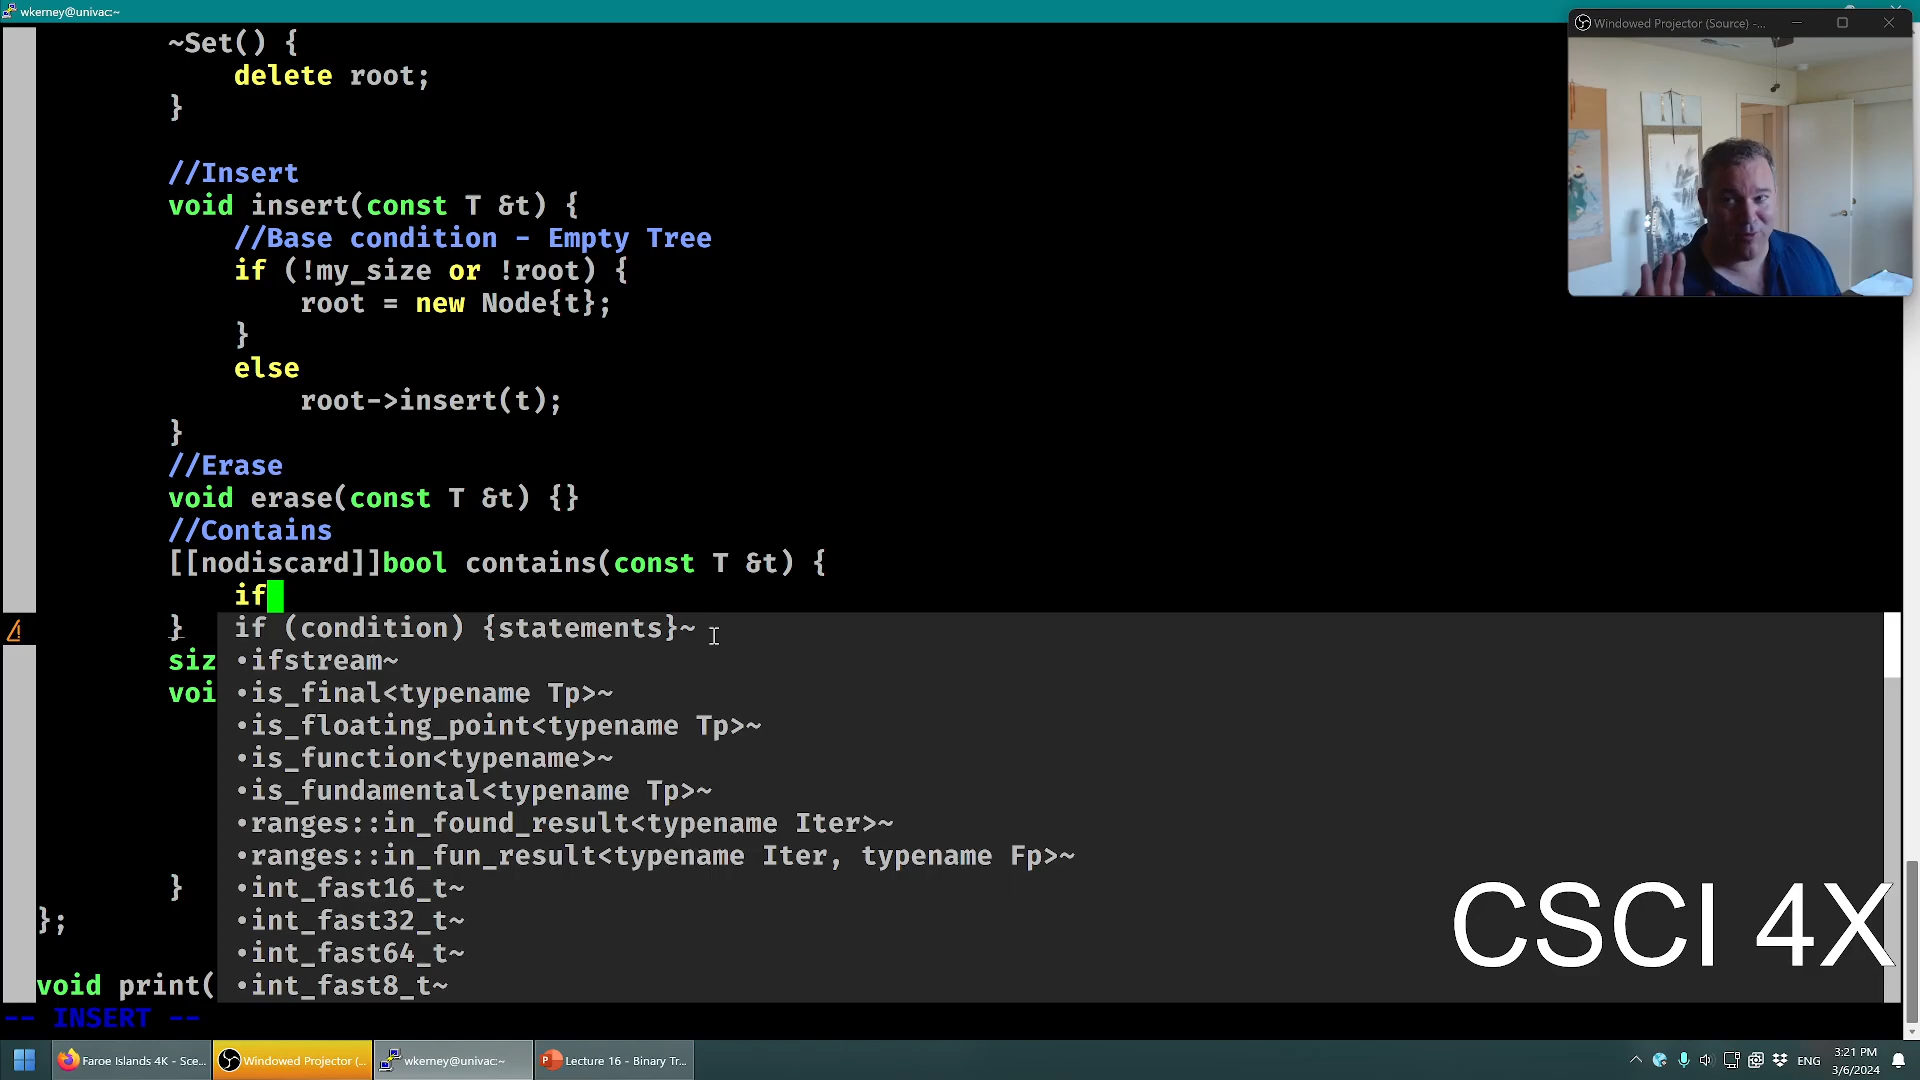 wkerney@univac:~
Windowed Projector (Source) -...
~Set() {
delete root;
}
//Insert
void insert(const T &t) {
//Base condition - Empty Tree
if (!my_size or !root) {
root = new Node{t};
}
else
root->insert(t);
}
//Erase
void erase(const T &t) {}
//Contains
[[nodiscard]]bool contains(const T &t) {
if
} if (condition) {statements}~
siz •ifstream~
voi •is_final<typename Tp>~
•is_floating_point<typename Tp>~
•is_function<typename>~
•is_fundamental<typename Tp>~
•ranges::in_found_result<typename Iter>~
•ranges::in_fun_result<typename Iter, typename Fp>~
} •int_fast16_t~
}; •int_fast32_t~
•int_fast64_t~
void print( •int_fast8_t~
CSCI 4X
-- INSERT --
Faroe Islands 4K - Sce...
Windowed Projector (...
wkerney@univac:~
Lecture 16 - Binary Tr...
ENG
3:21 PM
3/6/2024